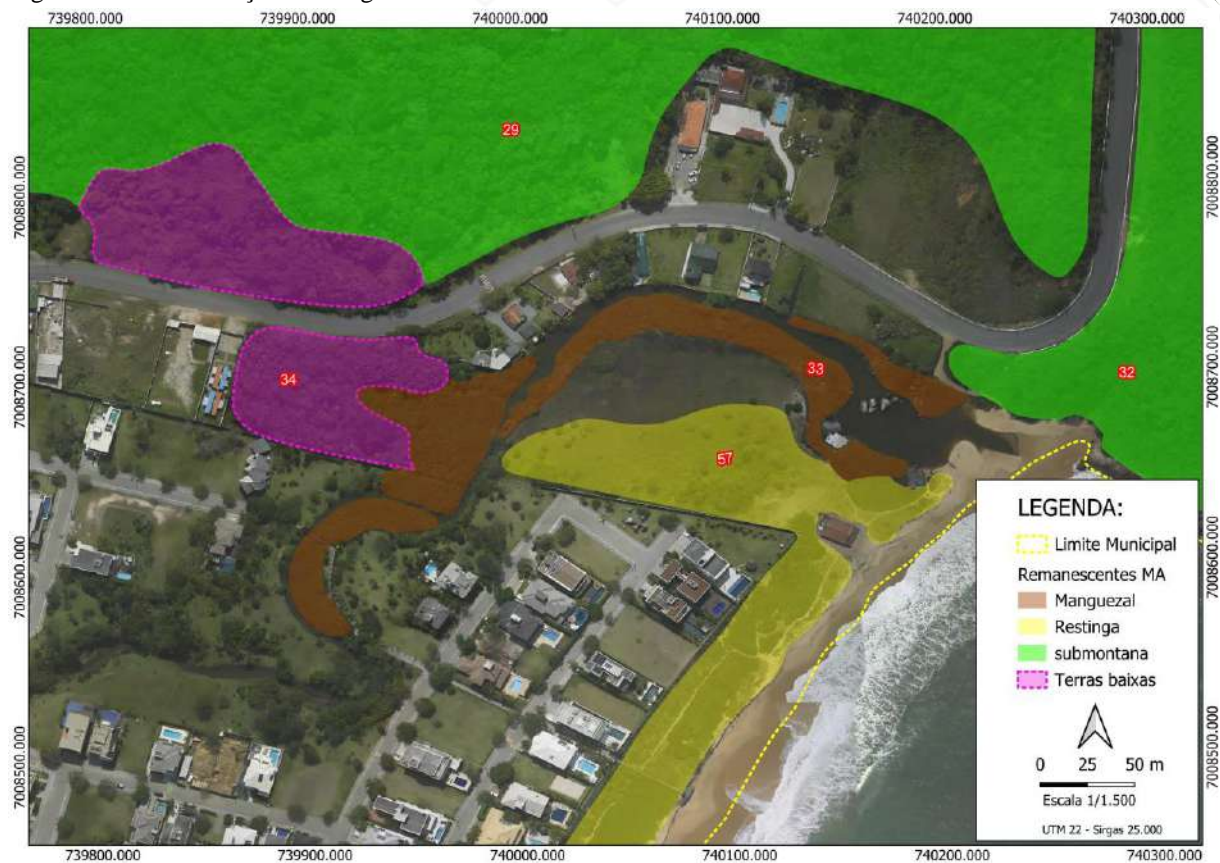 739800.000 739900.000 740000.000 740100.000 740200.000 740300.000
7008800.000
7008700.000
7008600.000
7008500.000
29
34
33
32
57
7008800.000
7008700.000
7008600.000
7008500.000
LEGENDA:
Limite Municipal
Remanescentes MA
Manguezal
Restinga
submontana
Terras baixas
0 25 50 m
Escala 1/1.500
UTM 22 - Sirgas 25.000
739800.000 739900.000 740000.000 740100.000 740200.000 740300.000